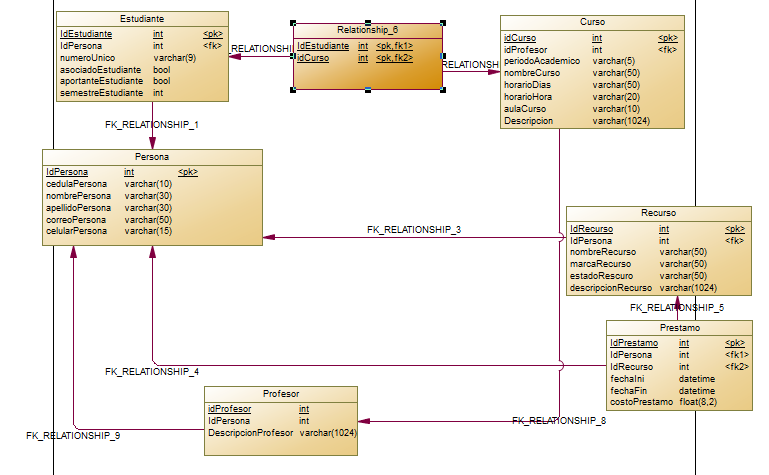 Estudiante
IdEstudiante int <pk>
IdPersona int <fk>
numeroUnico varchar(9)
asociadoEstudiante bool
aportanteEstudiante bool
semestreEstudiante int
Relationship_6
IdEstudiante int <pk,fk1>
idCurso int <pk,fk2>
Curso
idCurso int <pk>
idProfesor int <fk>
periodoAcademico varchar(5)
nombreCurso varchar(50)
horarioDias varchar(50)
horarioHora varchar(20)
aulaCurso varchar(10)
Descripcion varchar(1024)
_RELATIONSHI
RELATIONSH
FK_RELATIONSHIP_1
Persona
IdPersona int <pk>
cedulaPersona varchar(10)
nombrePersona varchar(30)
apellidoPersona varchar(30)
correoPersona varchar(50)
celularPersona varchar(15)
FK_RELATIONSHIP_3
Recurso
IdRecurso int <pk>
IdPersona int <fk>
nombreRecurso varchar(50)
marcaRecurso varchar(50)
estadoRescuro varchar(50)
descripcionRecurso varchar(1024)
FK_RELATIONSHIP_5
Prestamo
IdPrestamo int <pk>
IdPersona int <fk1>
IdRecurso int <fk2>
fechaIni datetime
fechaFin datetime
costoPrestamo float(8,2)
FK_RELATIONSHIP_4
Profesor
idProfesor int
IdPersona int
DescripcionProfesor varchar(1024)
FK_RELATIONSHIP_8
FK_RELATIONSHIP_9